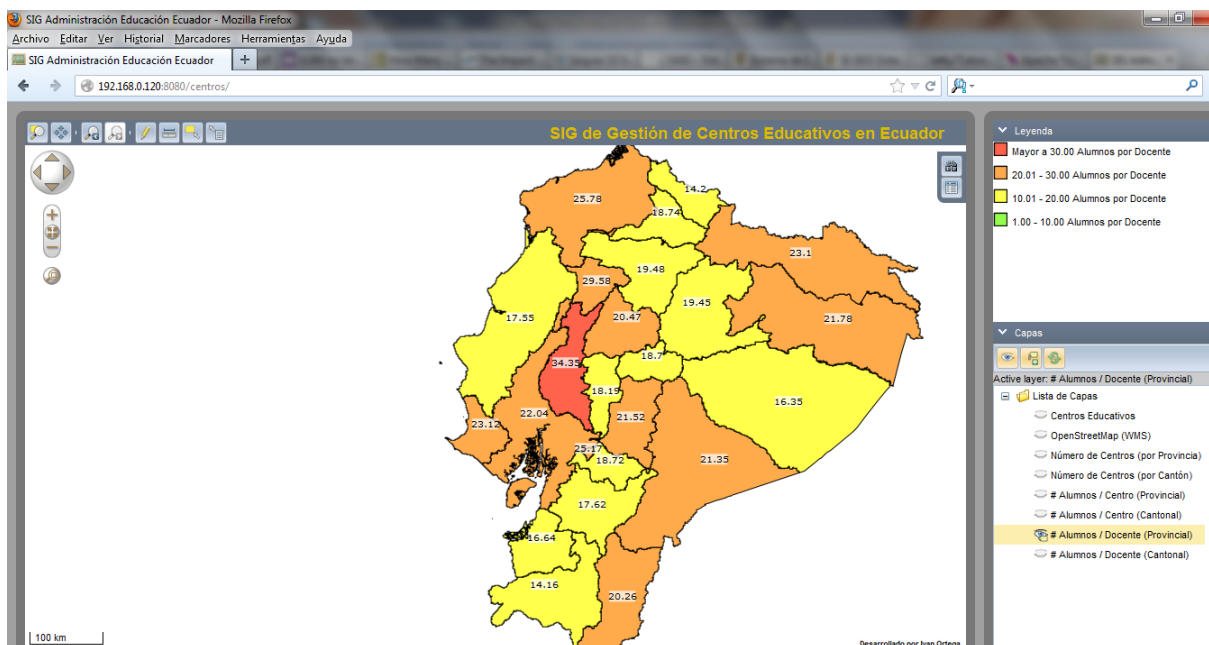 SIG Administración Educación Ecuador - Mozilla Firefox
Archivo Editar Ver Historial Marcadores Herramientas Ayuda
SIG Administración Educación Ecuador +
192.168.0.120:8080/centros/
SIG de Gestión de Centros Educativos en Ecuador
14.2
25.78
18.74
23.1
19.48
29.58
19.45
17.55
20.47
21.78
34.35
18.7
18.19
16.35
22.04
21.52
23.12
25.17
18.72
21.35
17.62
16.64
14.16
20.26
100 km
Desarrollado por Ivan Ortega
Leyenda
Mayor a 30.00 Alumnos por Docente
20.01 - 30.00 Alumnos por Docente
10.01 - 20.00 Alumnos por Docente
1.00 - 10.00 Alumnos por Docente
Capas
Active layer: # Alumnos / Docente (Provincial)
Lista de Capas
Centros Educativos
OpenStreetMap (WMS)
Número de Centros (por Provincia)
Número de Centros (por Cantón)
# Alumnos / Centro (Provincial)
# Alumnos / Centro (Cantonal)
# Alumnos / Docente (Provincial)
# Alumnos / Docente (Cantonal)